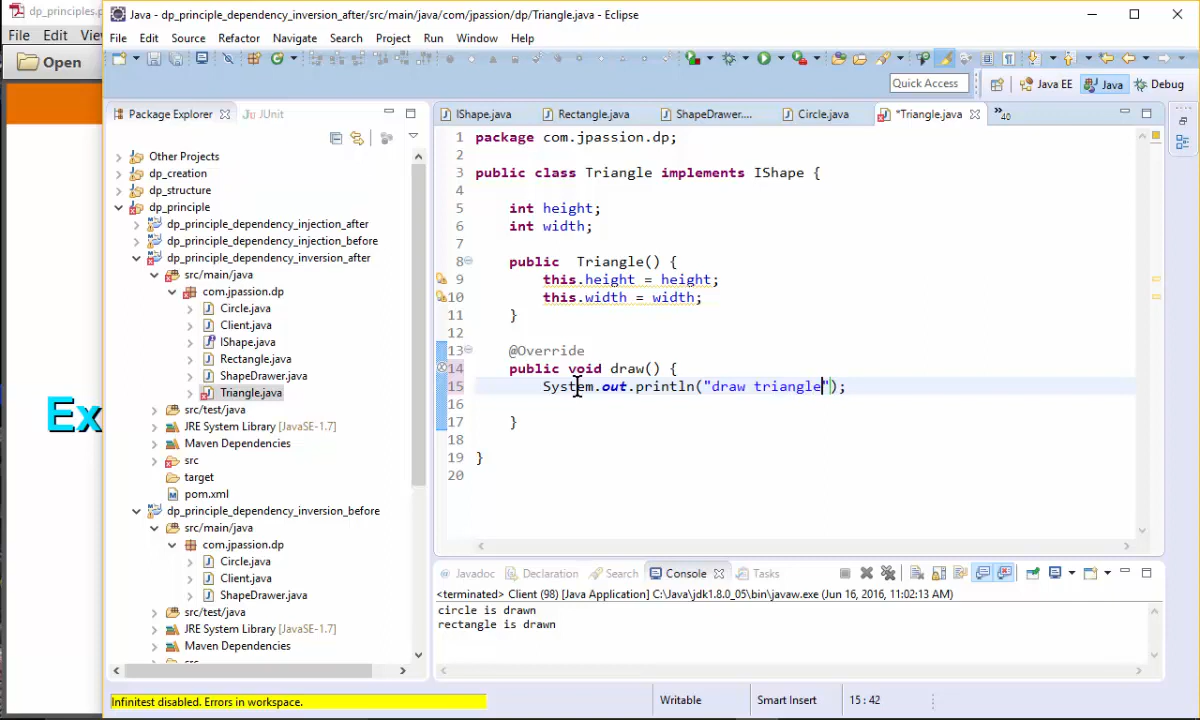 dp_principles.p
File Edit Vie
Open
Ex
Java - dp_principle_dependency_inversion_after/src/main/java/com/jpassion/dp/Triangle.java - Eclipse
File Edit Source Refactor Navigate Search Project Run Window Help
Quick Access
Java EE
Java
Debug
Package Explorer
JUnit
Other Projects
dp_creation
dp_structure
dp_principle
dp_principle_dependency_injection_after
dp_principle_dependency_injection_before
dp_principle_dependency_inversion_after
src/main/java
com.jpassion.dp
Circle.java
Client.java
IShape.java
Rectangle.java
ShapeDrawer.java
Triangle.java
src/test/java
JRE System Library [JavaSE-1.7]
Maven Dependencies
src
target
pom.xml
dp_principle_dependency_inversion_before
src/main/java
com.jpassion.dp
Circle.java
Client.java
ShapeDrawer.java
src/test/java
JRE System Library [JavaSE-1.7]
Maven Dependencies
IShape.java
Rectangle.java
ShapeDrawer....
Circle.java
*Triangle.java
»40
1 package com.jpassion.dp;
2
3 public class Triangle implements IShape {
4
5 int height;
6 int width;
7
8 public  Triangle() {
9 this.height = height;
10 this.width = width;
11 }
12
13 @Override
14 public void draw() {
15 System.out.println("draw triangle");
16
17 }
18
19 }
20
Javadoc
Declaration
Search
Console
Tasks
<terminated> Client (98) [Java Application] C:\Java\jdk1.8.0_05\bin\javaw.exe (Jun 16, 2016, 11:02:13 AM)
circle is drawn
rectangle is drawn
Infinitest disabled. Errors in workspace.
Writable
Smart Insert
15 : 42